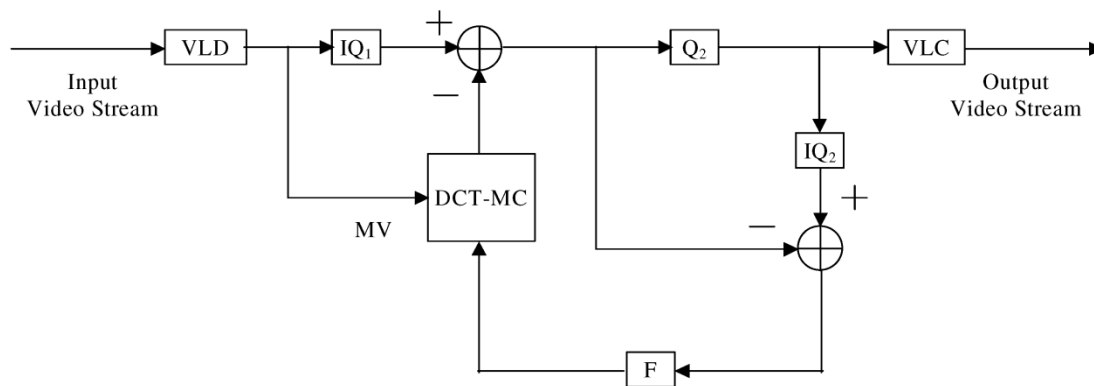 VLD
IQ₁
+
Q₂
VLC
Input
Video Stream
Output
Video Stream
−
IQ₂
DCT-MC
+
MV
−
F